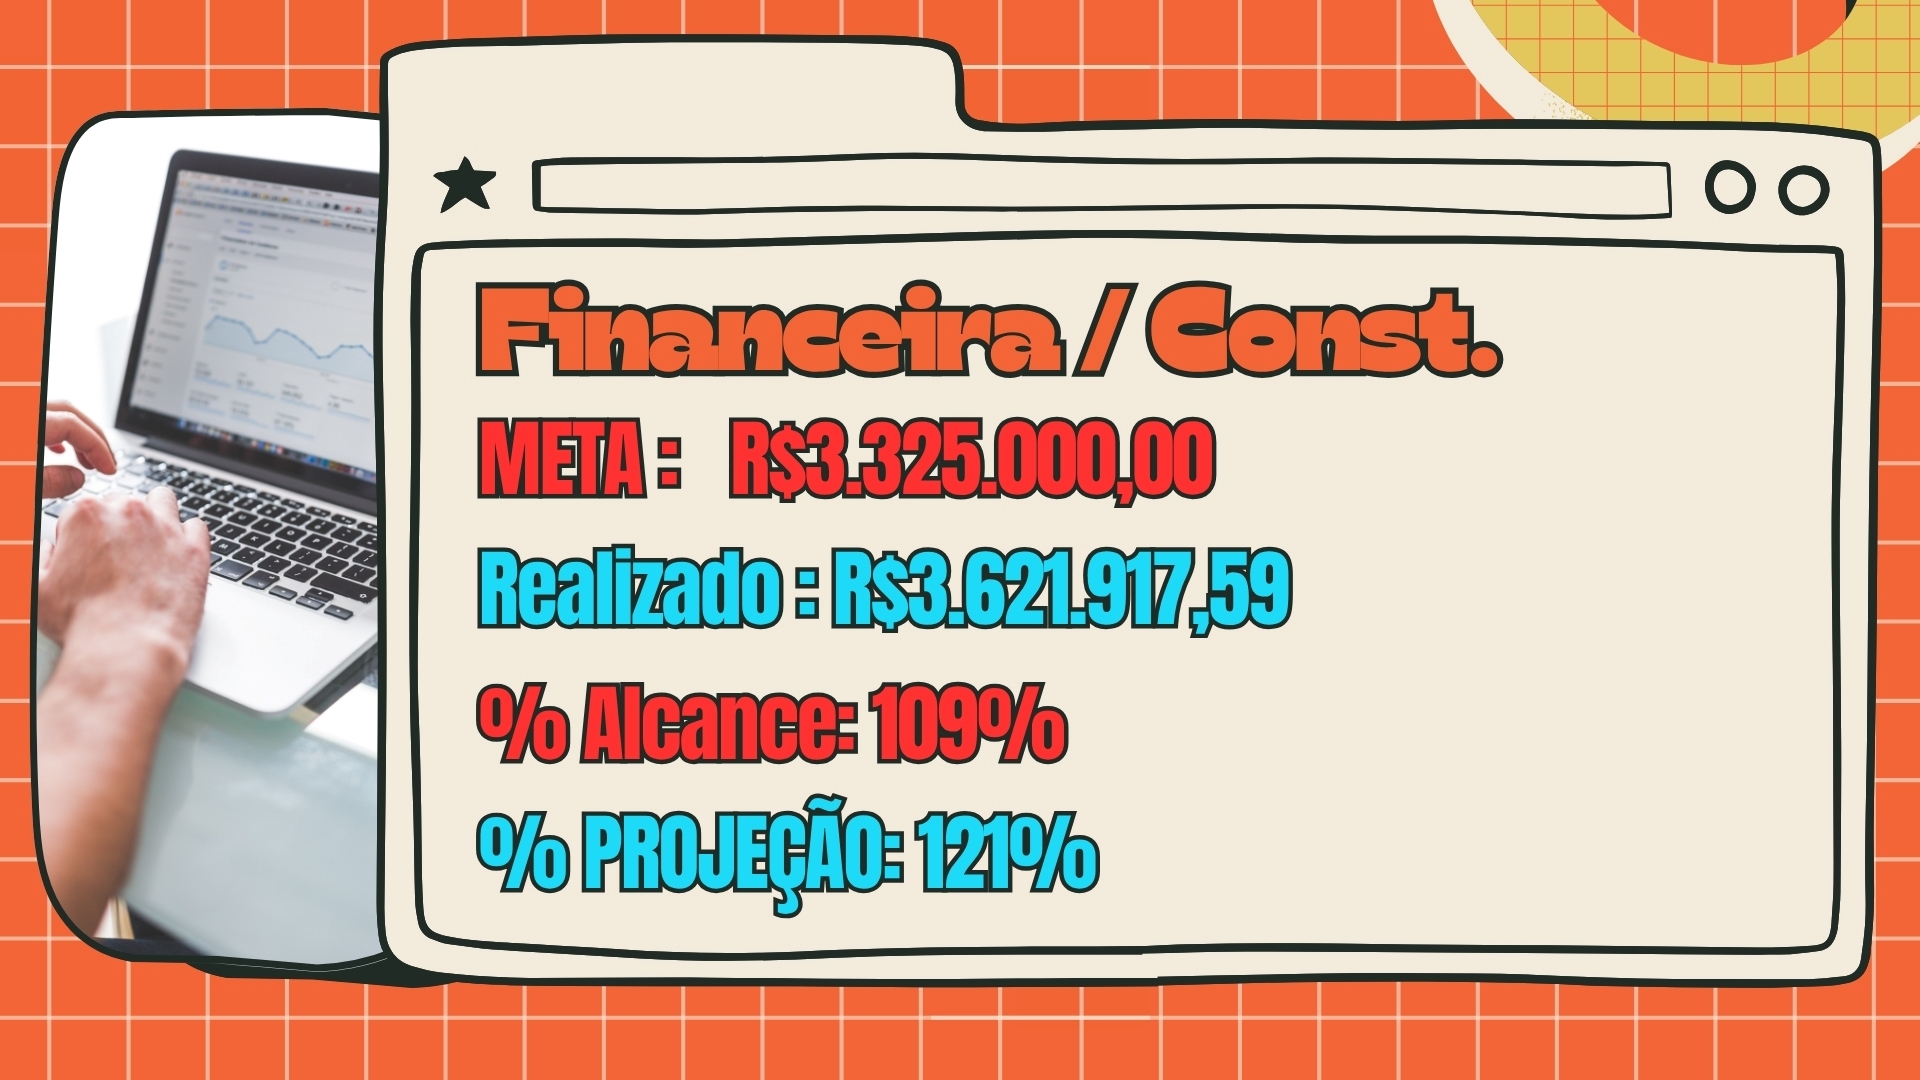 Financeira / Const.
META : R$3.325.000,00
Realizado : R$3.621.917,59
% Alcance: 109%
% PROJEÇÃO: 121%